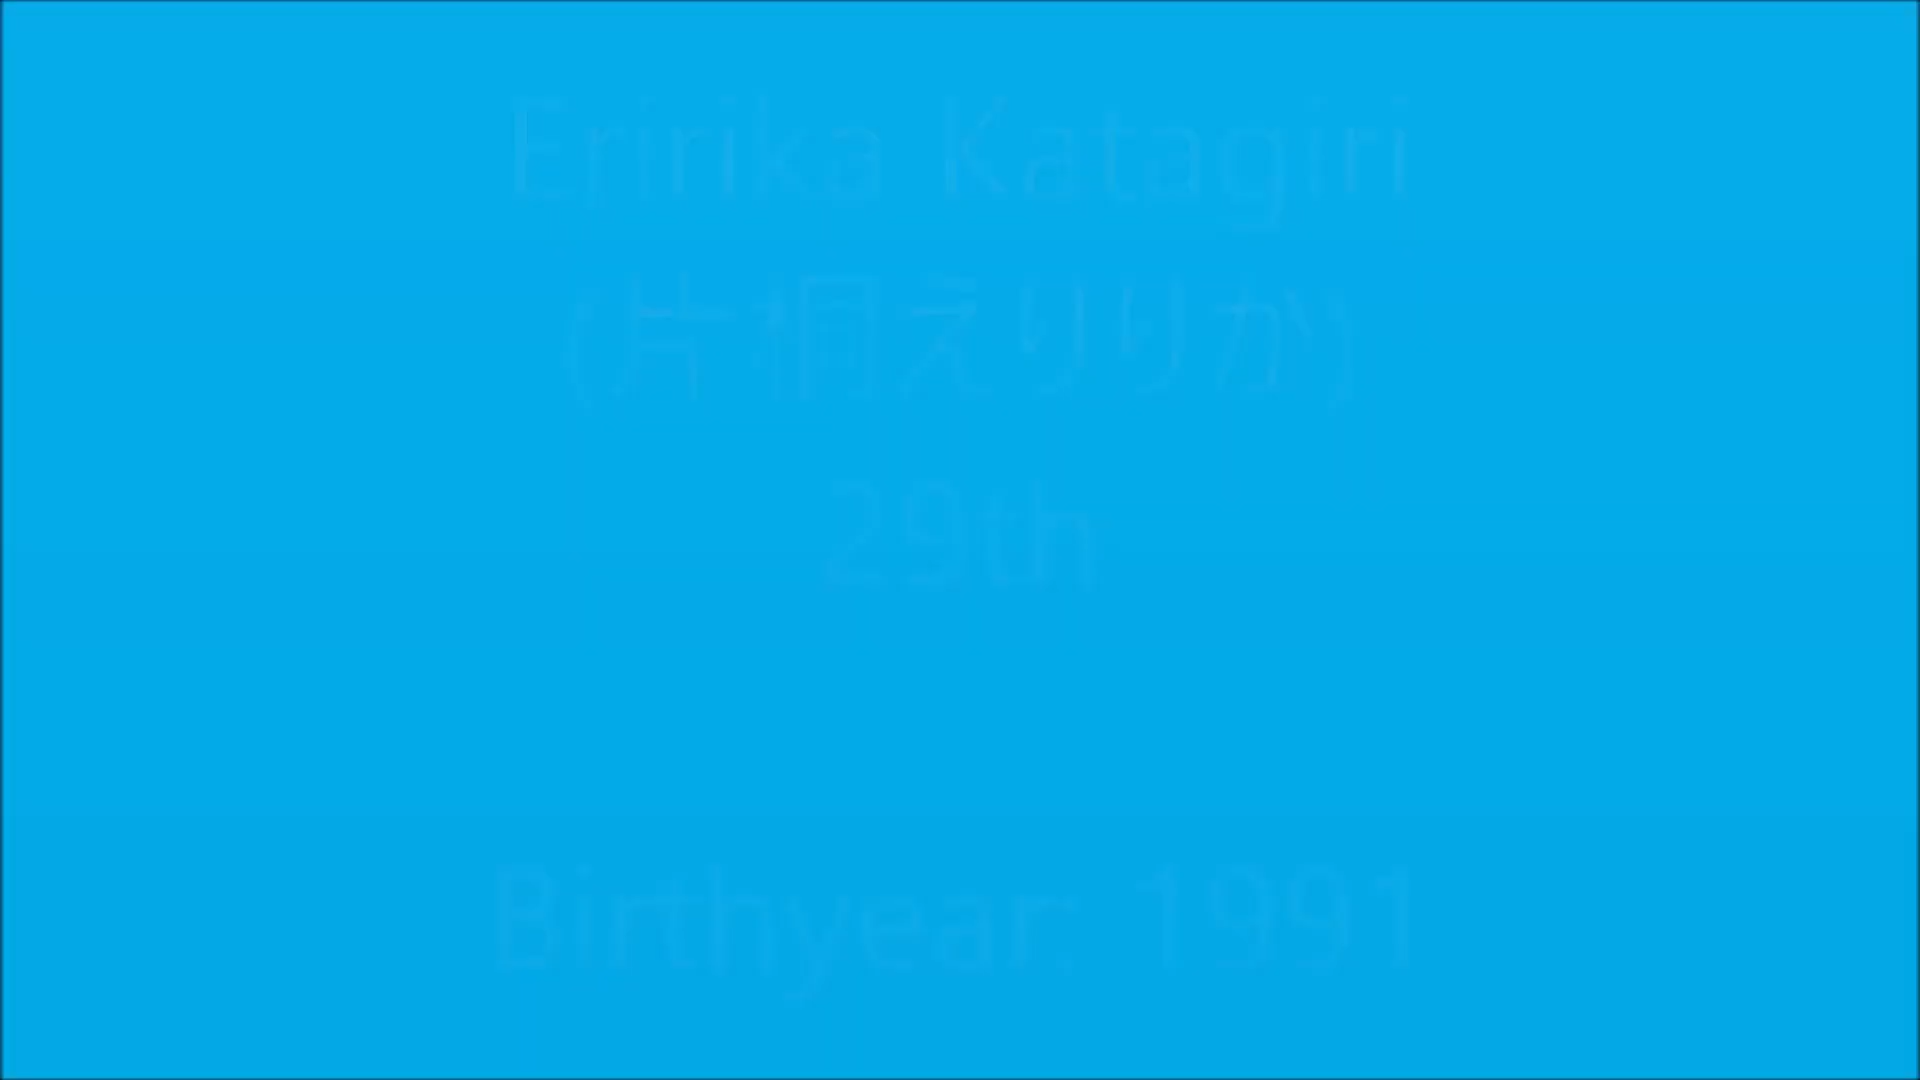 Eririka Katagiri
(片桐えりりか)
29th
Birthyear: 1991